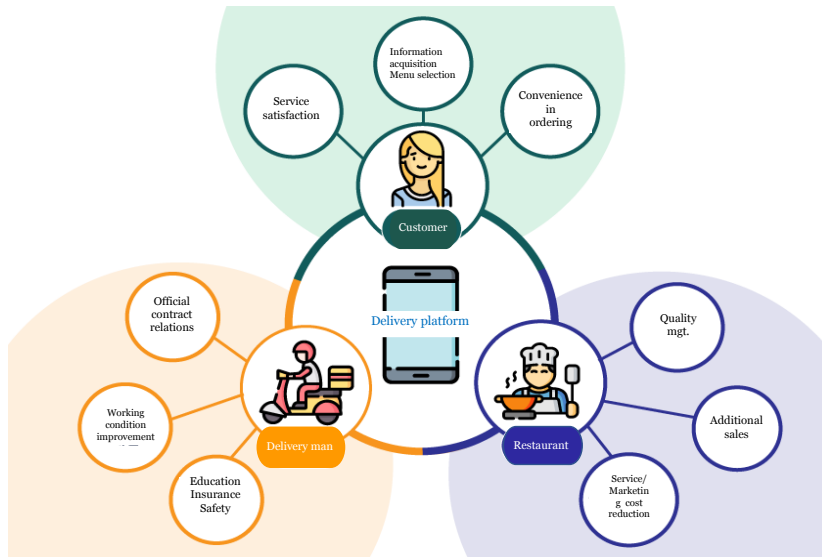 Information
acquisition
Menu selection
Service
satisfaction
Convenience
in
ordering
Customer
Delivery platform
Official
contract
relations
Working
condition
improvement
Education
Insurance
Safety
Delivery man
Quality
mgt.
Additional
sales
Service/
Marketin
g cost
reduction
Restaurant